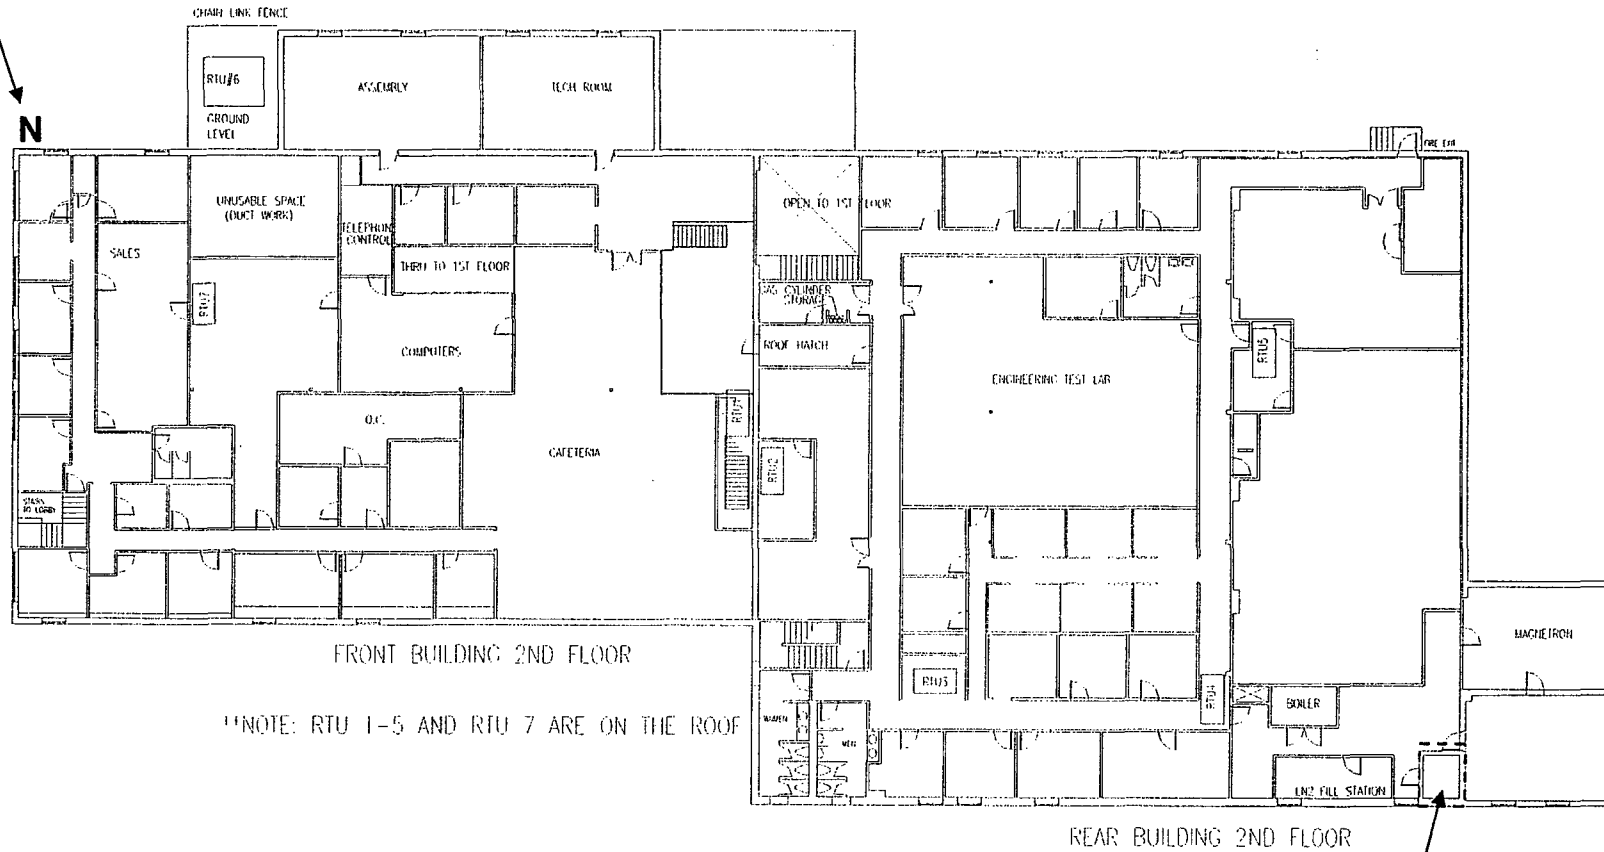 CHAIN LINK FENCE
RTU#6
GROUND
LEVEL
ASSEMBLY
TECH ROOM
N
FIRE EXIT
UNUSABLE SPACE
(DUCT WORK)
TELEPHONE
CONTROL
OPEN TO 1ST FLOOR
SALES
THRU TO 1ST FLOOR
RTU7
GAS CYLINDER
STORAGE
COMPUTERS
ROOF HATCH
RTU5
ENGINEERING TEST LAB
RTU1
O.C.
CAFETERIA
RTU2
STAIRS
TO LOBBY
MAGNETRON
FRONT BUILDING 2ND FLOOR
RTU3
RTU4
BOILER
**NOTE: RTU 1-5 AND RTU 7 ARE ON THE ROOF
WOMEN
MEN
LN2 FILL STATION
REAR BUILDING 2ND FLOOR